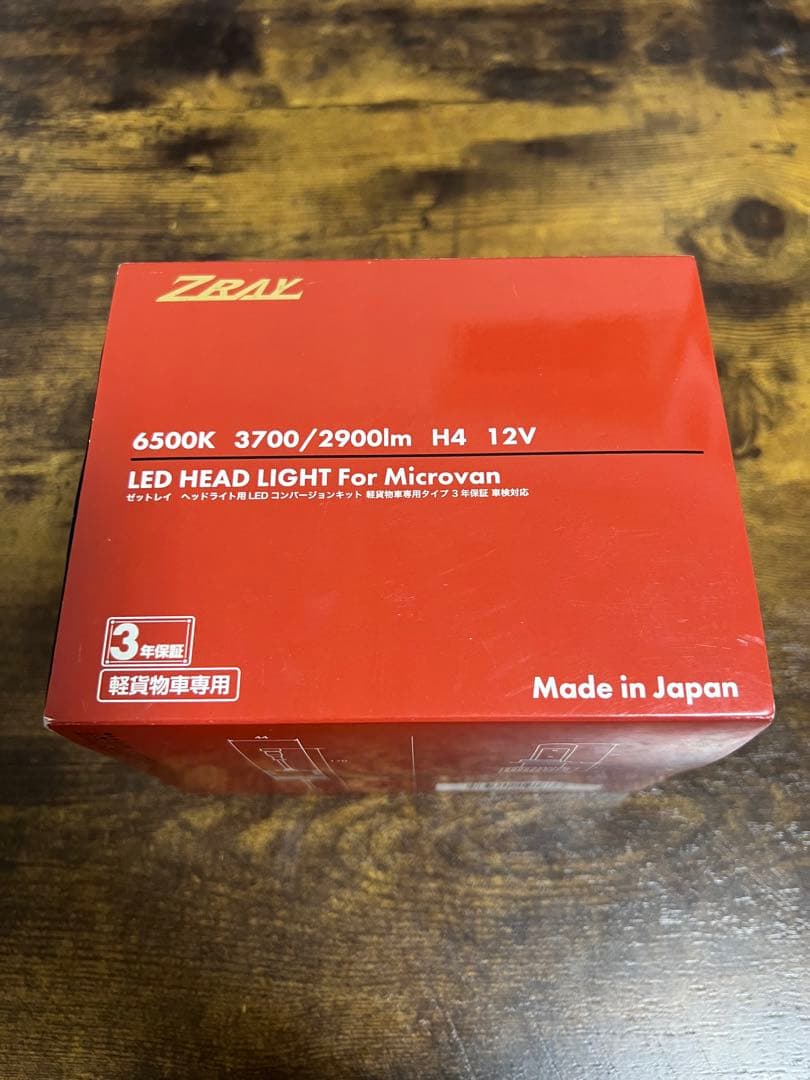 ZRAY
6500K 3700/2900lm H4 12V
LED HEAD LIGHT For Microvan
ゼットレイ ヘッドライト用 LED コンバージョンキット 軽貨物車専用タイプ 3年保証 車検対応
3年保証
軽貨物車専用
Made in Japan
44